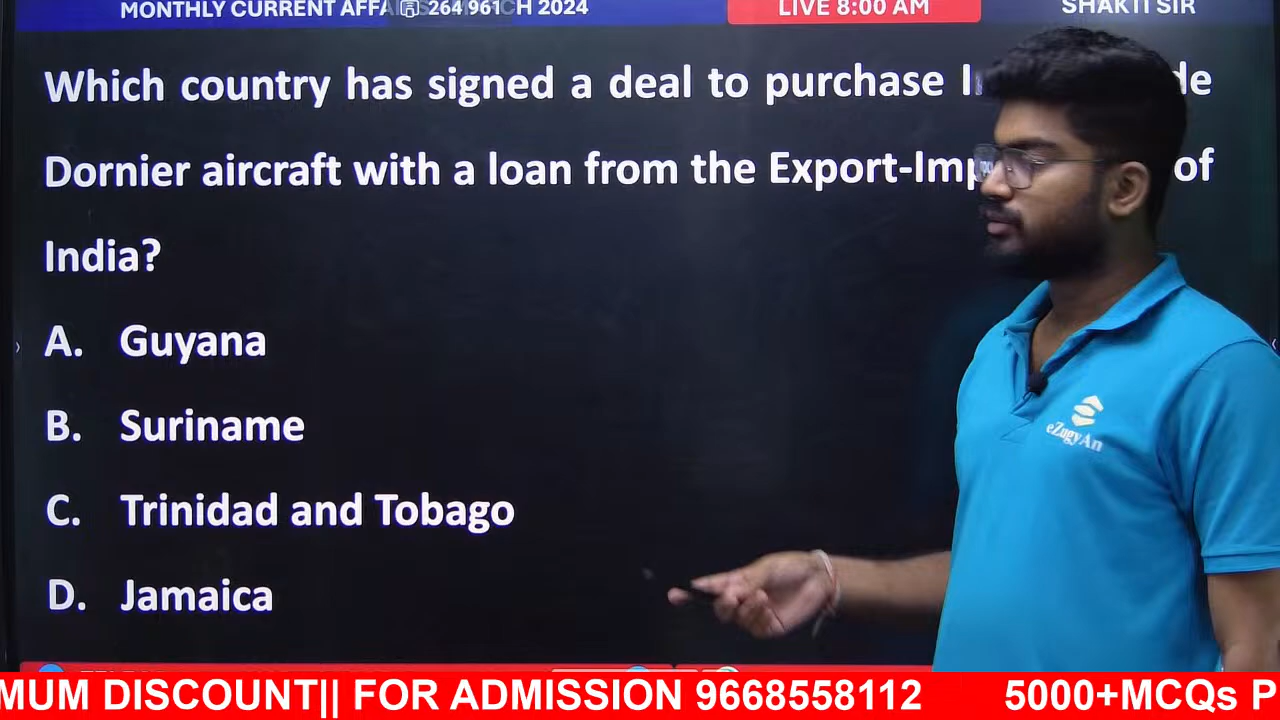 MONTHLY CURRENT AFFA 264 961 CH 2024
LIVE 8:00 AM
SHAKTI SIR
Which country has signed a deal to purchase de
Dornier aircraft with a loan from the Export-Imp of
India?
A. Guyana
B. Suriname
C. Trinidad and Tobago
D. Jamaica
eZugyAn
MUM DISCOUNT|| FOR ADMISSION 9668558112 5000+MCQs P